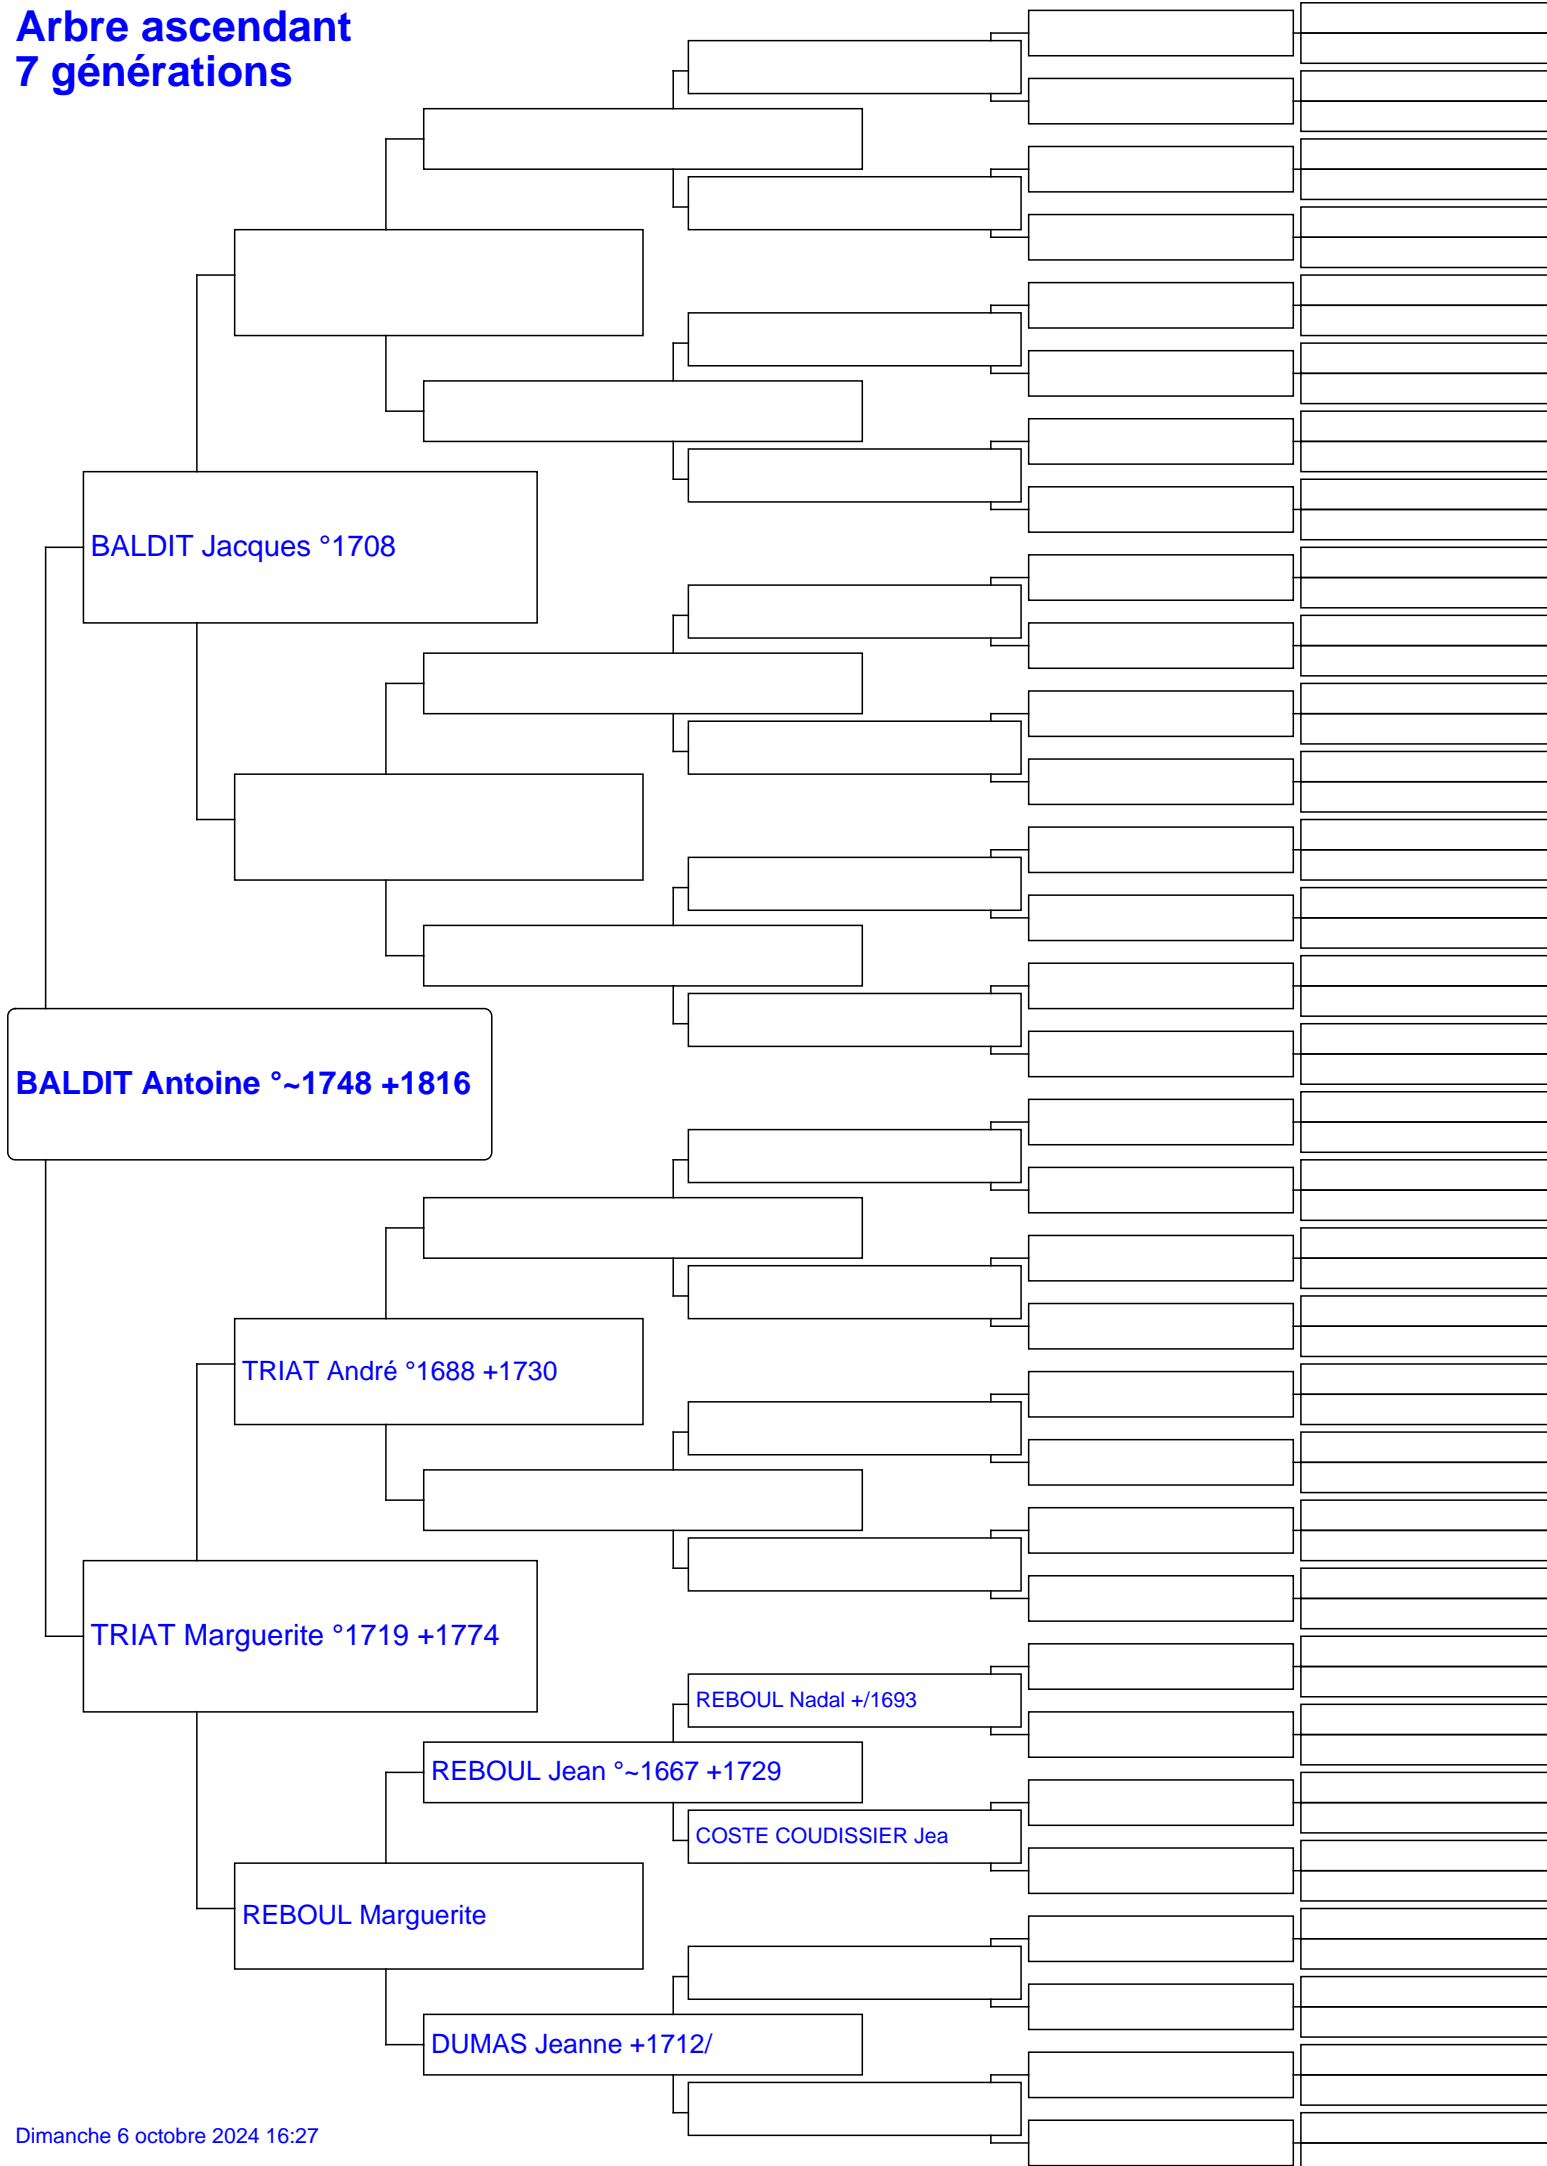 Arbre ascendant
7 générations
BALDIT Jacques °1708
BALDIT Antoine °~1748 +1816
TRIAT André °1688 +1730
TRIAT Marguerite °1719 +1774
REBOUL Nadal +/1693
REBOUL Jean °~1667 +1729
COSTE COUDISSIER Jea
REBOUL Marguerite
DUMAS Jeanne +1712/
Dimanche 6 octobre 2024 16:27